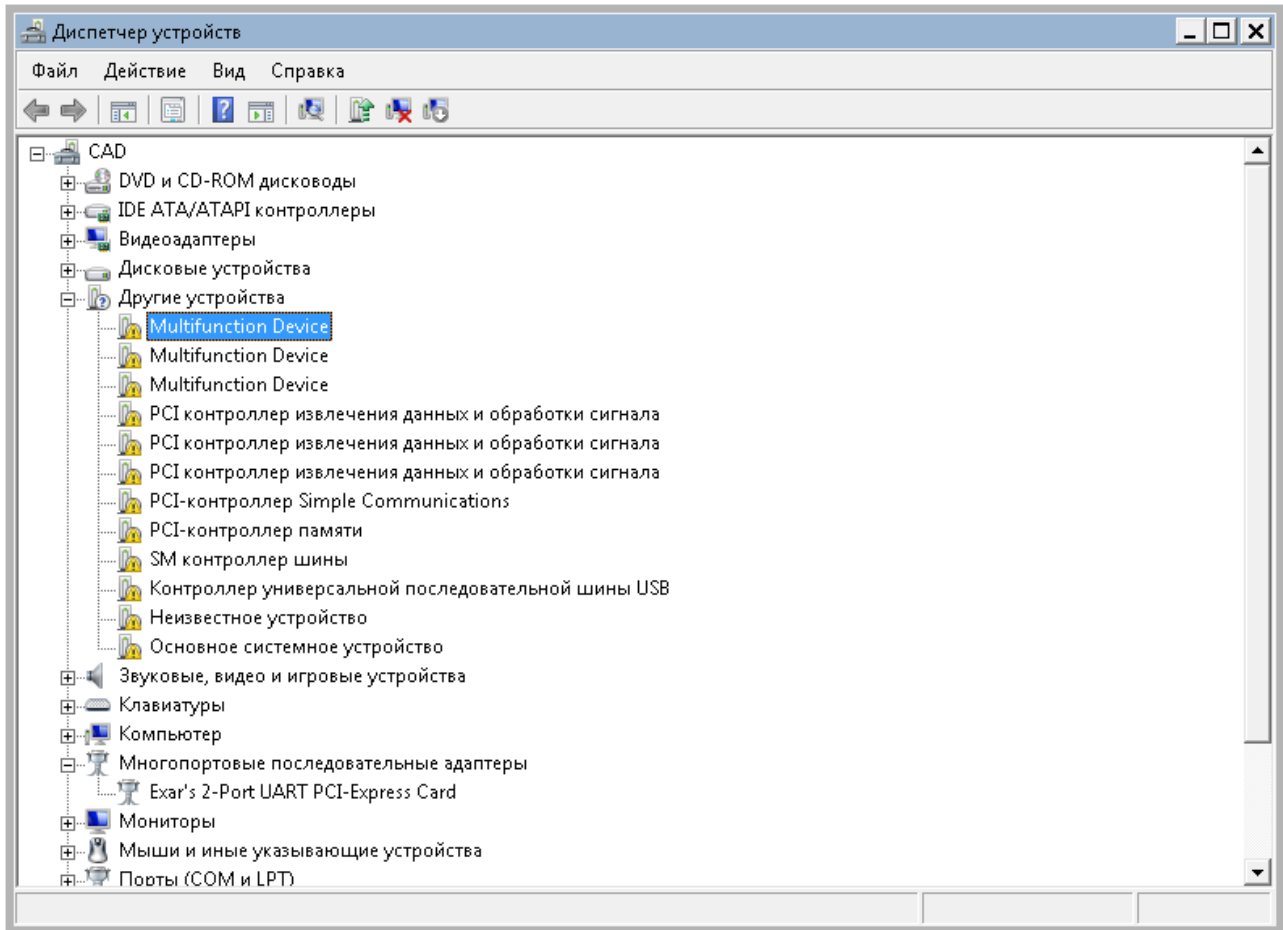 Диспетчер устройств
Файл Действие Вид Справка
CAD
DVD и CD-ROM дисководы
IDE ATA/ATAPI контроллеры
Видеоадаптеры
Дисковые устройства
Другие устройства
Multifunction Device
Multifunction Device
Multifunction Device
PCI контроллер извлечения данных и обработки сигнала
PCI контроллер извлечения данных и обработки сигнала
PCI контроллер извлечения данных и обработки сигнала
PCI-контроллер Simple Communications
PCI-контроллер памяти
SM контроллер шины
Контроллер универсальной последовательной шины USB
Неизвестное устройство
Основное системное устройство
Звуковые, видео и игровые устройства
Клавиатуры
Компьютер
Многопортовые последовательные адаптеры
Exar's 2-Port UART PCI-Express Card
Мониторы
Мыши и иные указывающие устройства
Порты (COM и LPT)